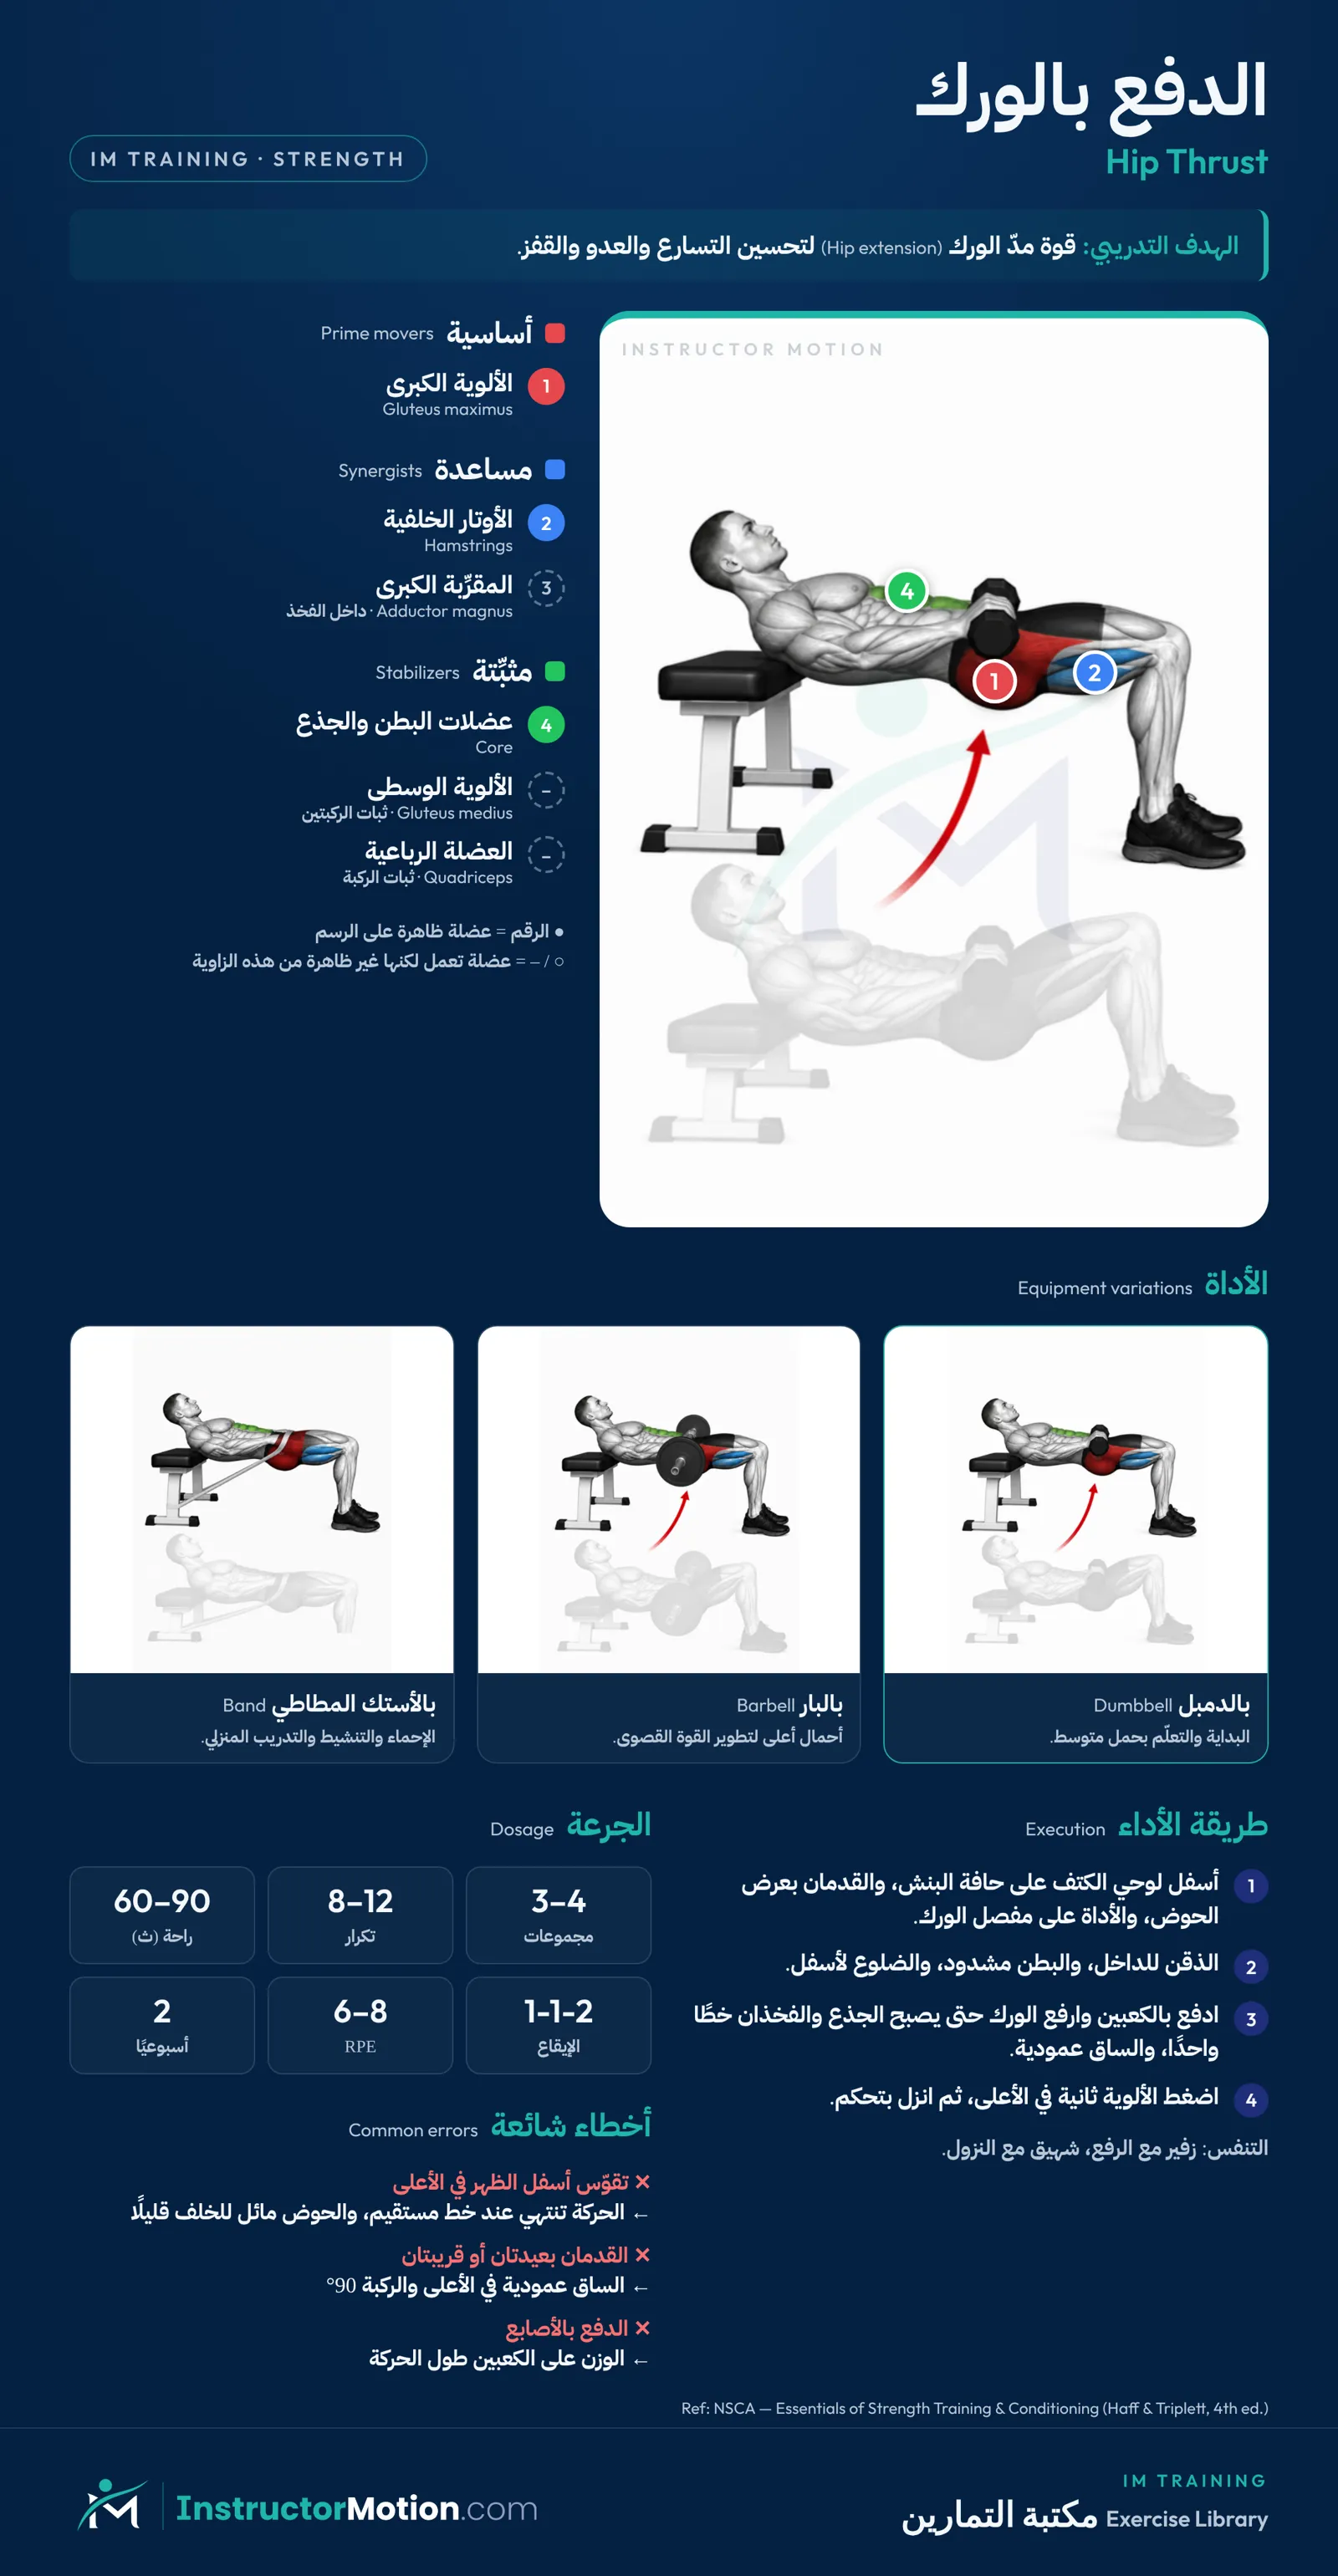 الدفع بالورك
Hip Thrust
IM TRAINING · STRENGTH
الهدف التدريبي: قوة مدّ الورك (Hip extension) لتحسين التسارع والعدو والقفز.
INSTRUCTOR MOTION
4
1
2
أساسية Prime movers
1 الألوية الكبرى
Gluteus maximus
مساعدة Synergists
2 الأوتار الخلفية
Hamstrings
3 المقرِّبة الكبرى
Adductor magnus · داخل الفخذ
مثبِّتة Stabilizers
4 عضلات البطن والجذع
Core
– الألوية الوسطى
Gluteus medius · ثبات الركبتين
– العضلة الرباعية
Quadriceps · ثبات الركبة
● الرقم = عضلة ظاهرة على الرسم
○ / – = عضلة تعمل لكنها غير ظاهرة من هذه الزاوية
الأداة Equipment variations
بالدمبل Dumbbell
البداية والتعلّم بحمل متوسط.
بالبار Barbell
أحمال أعلى لتطوير القوة القصوى.
بالأستك المطاطي Band
الإحماء والتنشيط والتدريب المنزلي.
طريقة الأداء Execution
1 أسفل لوحي الكتف على حافة البنش، والقدمان بعرض
الحوض، والأداة على مفصل الورك.
2 الذقن للداخل، والبطن مشدود، والضلوع لأسفل.
3 ادفع بالكعبين وارفع الورك حتى يصبح الجذع والفخذان خطًا
واحدًا، والساق عمودية.
4 اضغط الألوية ثانية في الأعلى، ثم انزل بتحكم.
التنفس: زفير مع الرفع، شهيق مع النزول.
الجرعة Dosage
3–4
مجموعات
8–12
تكرار
60–90
راحة (ث)
1-1-2
الإيقاع
6–8
RPE
2
أسبوعيًا
أخطاء شائعة Common errors
✕ تقوّس أسفل الظهر في الأعلى
← الحركة تنتهي عند خط مستقيم، والحوض مائل للخلف قليلًا
✕ القدمان بعيدتان أو قريبتان
← الساق عمودية في الأعلى والركبة 90°
✕ الدفع بالأصابع
← الوزن على الكعبين طول الحركة
Ref: NSCA — Essentials of Strength Training & Conditioning (Haff & Triplett, 4th ed.)
IM TRAINING
مكتبة التمارين Exercise Library
InstructorMotion.com